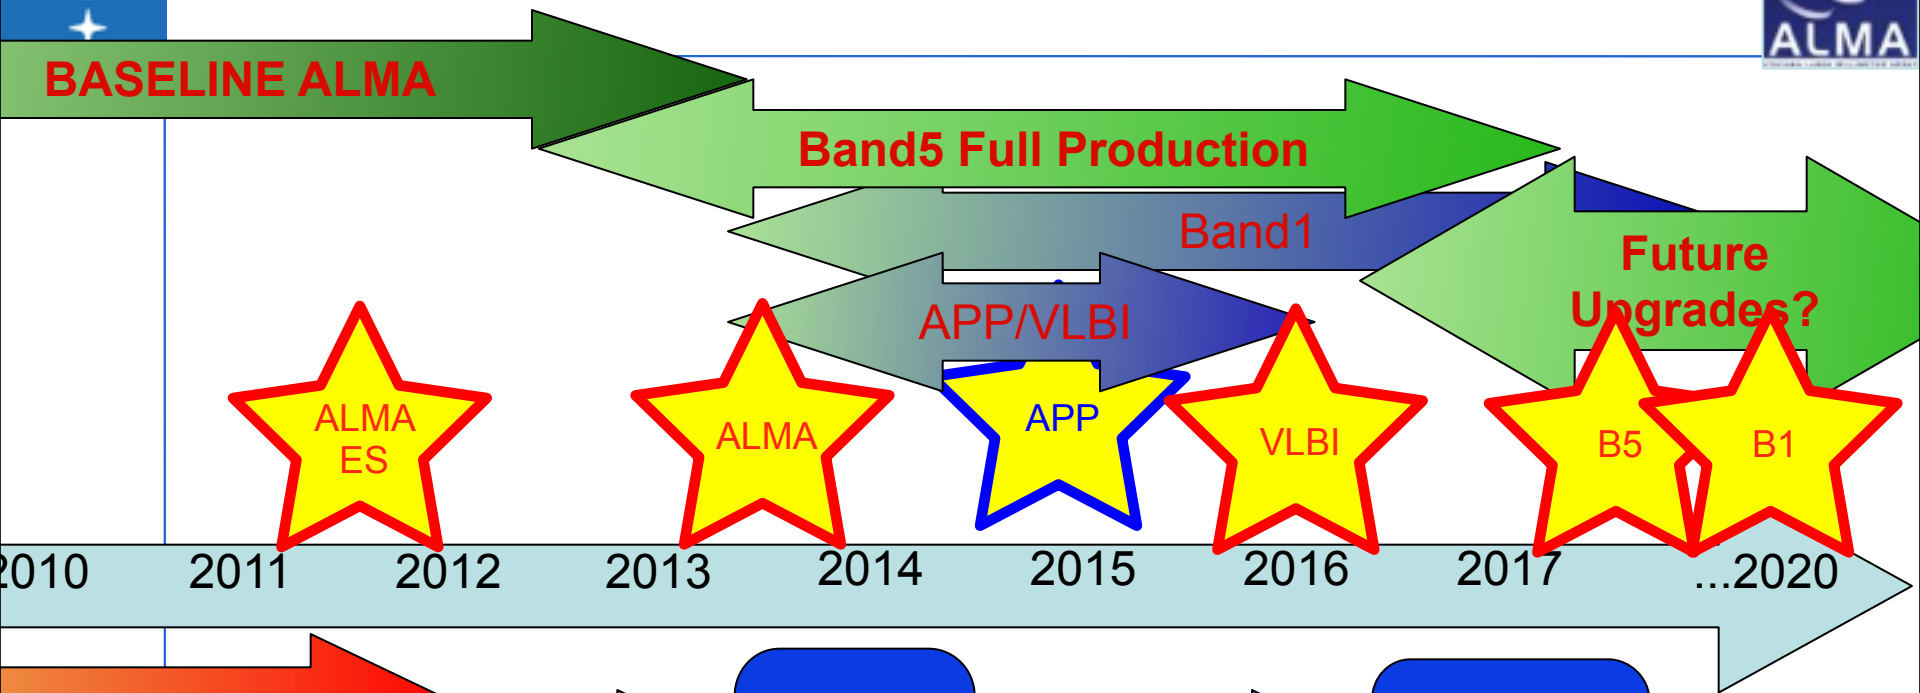 ALMA
BASELINE ALMA
Band5 Full Production
Band1
Future
Upgrades?
APP/VLBI
ALMA
ES
ALMA
APP
VLBI
B5
B1
2010
2011
2012
2013
2014
2015
2016
2017
...2020